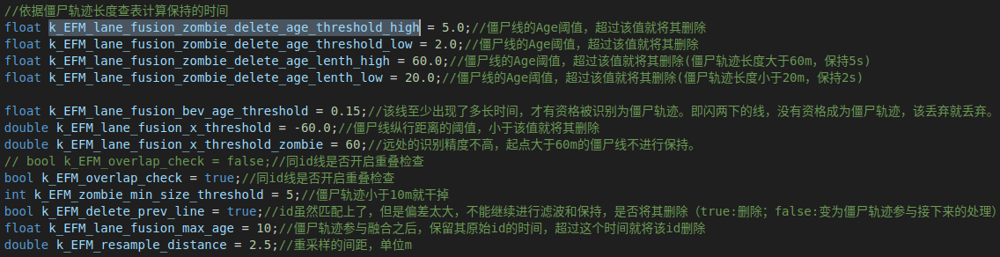 //依据僵尸轨迹长度查表计算保持的时间
float k_EFM_lane_fusion_zombie_delete_age_threshold_high = 5.0;//僵尸线的Age阈值，超过该值就将其删除
float k_EFM_lane_fusion_zombie_delete_age_threshold_low = 2.0;//僵尸线的Age阈值，超过该值就将其删除
float k_EFM_lane_fusion_zombie_delete_age_lenth_high = 60.0;//僵尸线的Age阈值，超过该值就将其删除(僵尸轨迹长度大于60m，保持5s)
float k_EFM_lane_fusion_zombie_delete_age_lenth_low = 20.0;//僵尸线的Age阈值，超过该值就将其删除(僵尸轨迹长度小于20m，保持2s)
float k_EFM_lane_fusion_bev_age_threshold = 0.15;//该线至少出现了多长时间，才有资格被识别为僵尸轨迹。即闪两下的线，没有资格成为僵尸轨迹，该丢弃就丢弃。
double k_EFM_lane_fusion_x_threshold = -60.0;//僵尸线纵行距离的阈值，小于该值就将其删除
double k_EFM_lane_fusion_x_threshold_zombie = 60;//远处的识别精度不高，起点大于60m的僵尸线不进行保持。
// bool k_EFM_overlap_check = false;//同id线是否开启重叠检查
bool k_EFM_overlap_check = true;//同id线是否开启重叠检查
int k_EFM_zombie_min_size_threshold = 5;//僵尸轨迹小于10m就干掉
bool k_EFM_delete_prev_line = true;//id虽然匹配上了，但是偏差太大，不能继续进行滤波和保持，是否将其删除（true:删除；false:变为僵尸轨迹参与接下来的处理）
float k_EFM_lane_fusion_max_age = 10;//僵尸轨迹参与融合之后，保留其原始id的时间，超过这个时间就将该id删除
double k_EFM_resample_distance = 2.5;//重采样的间距，单位m